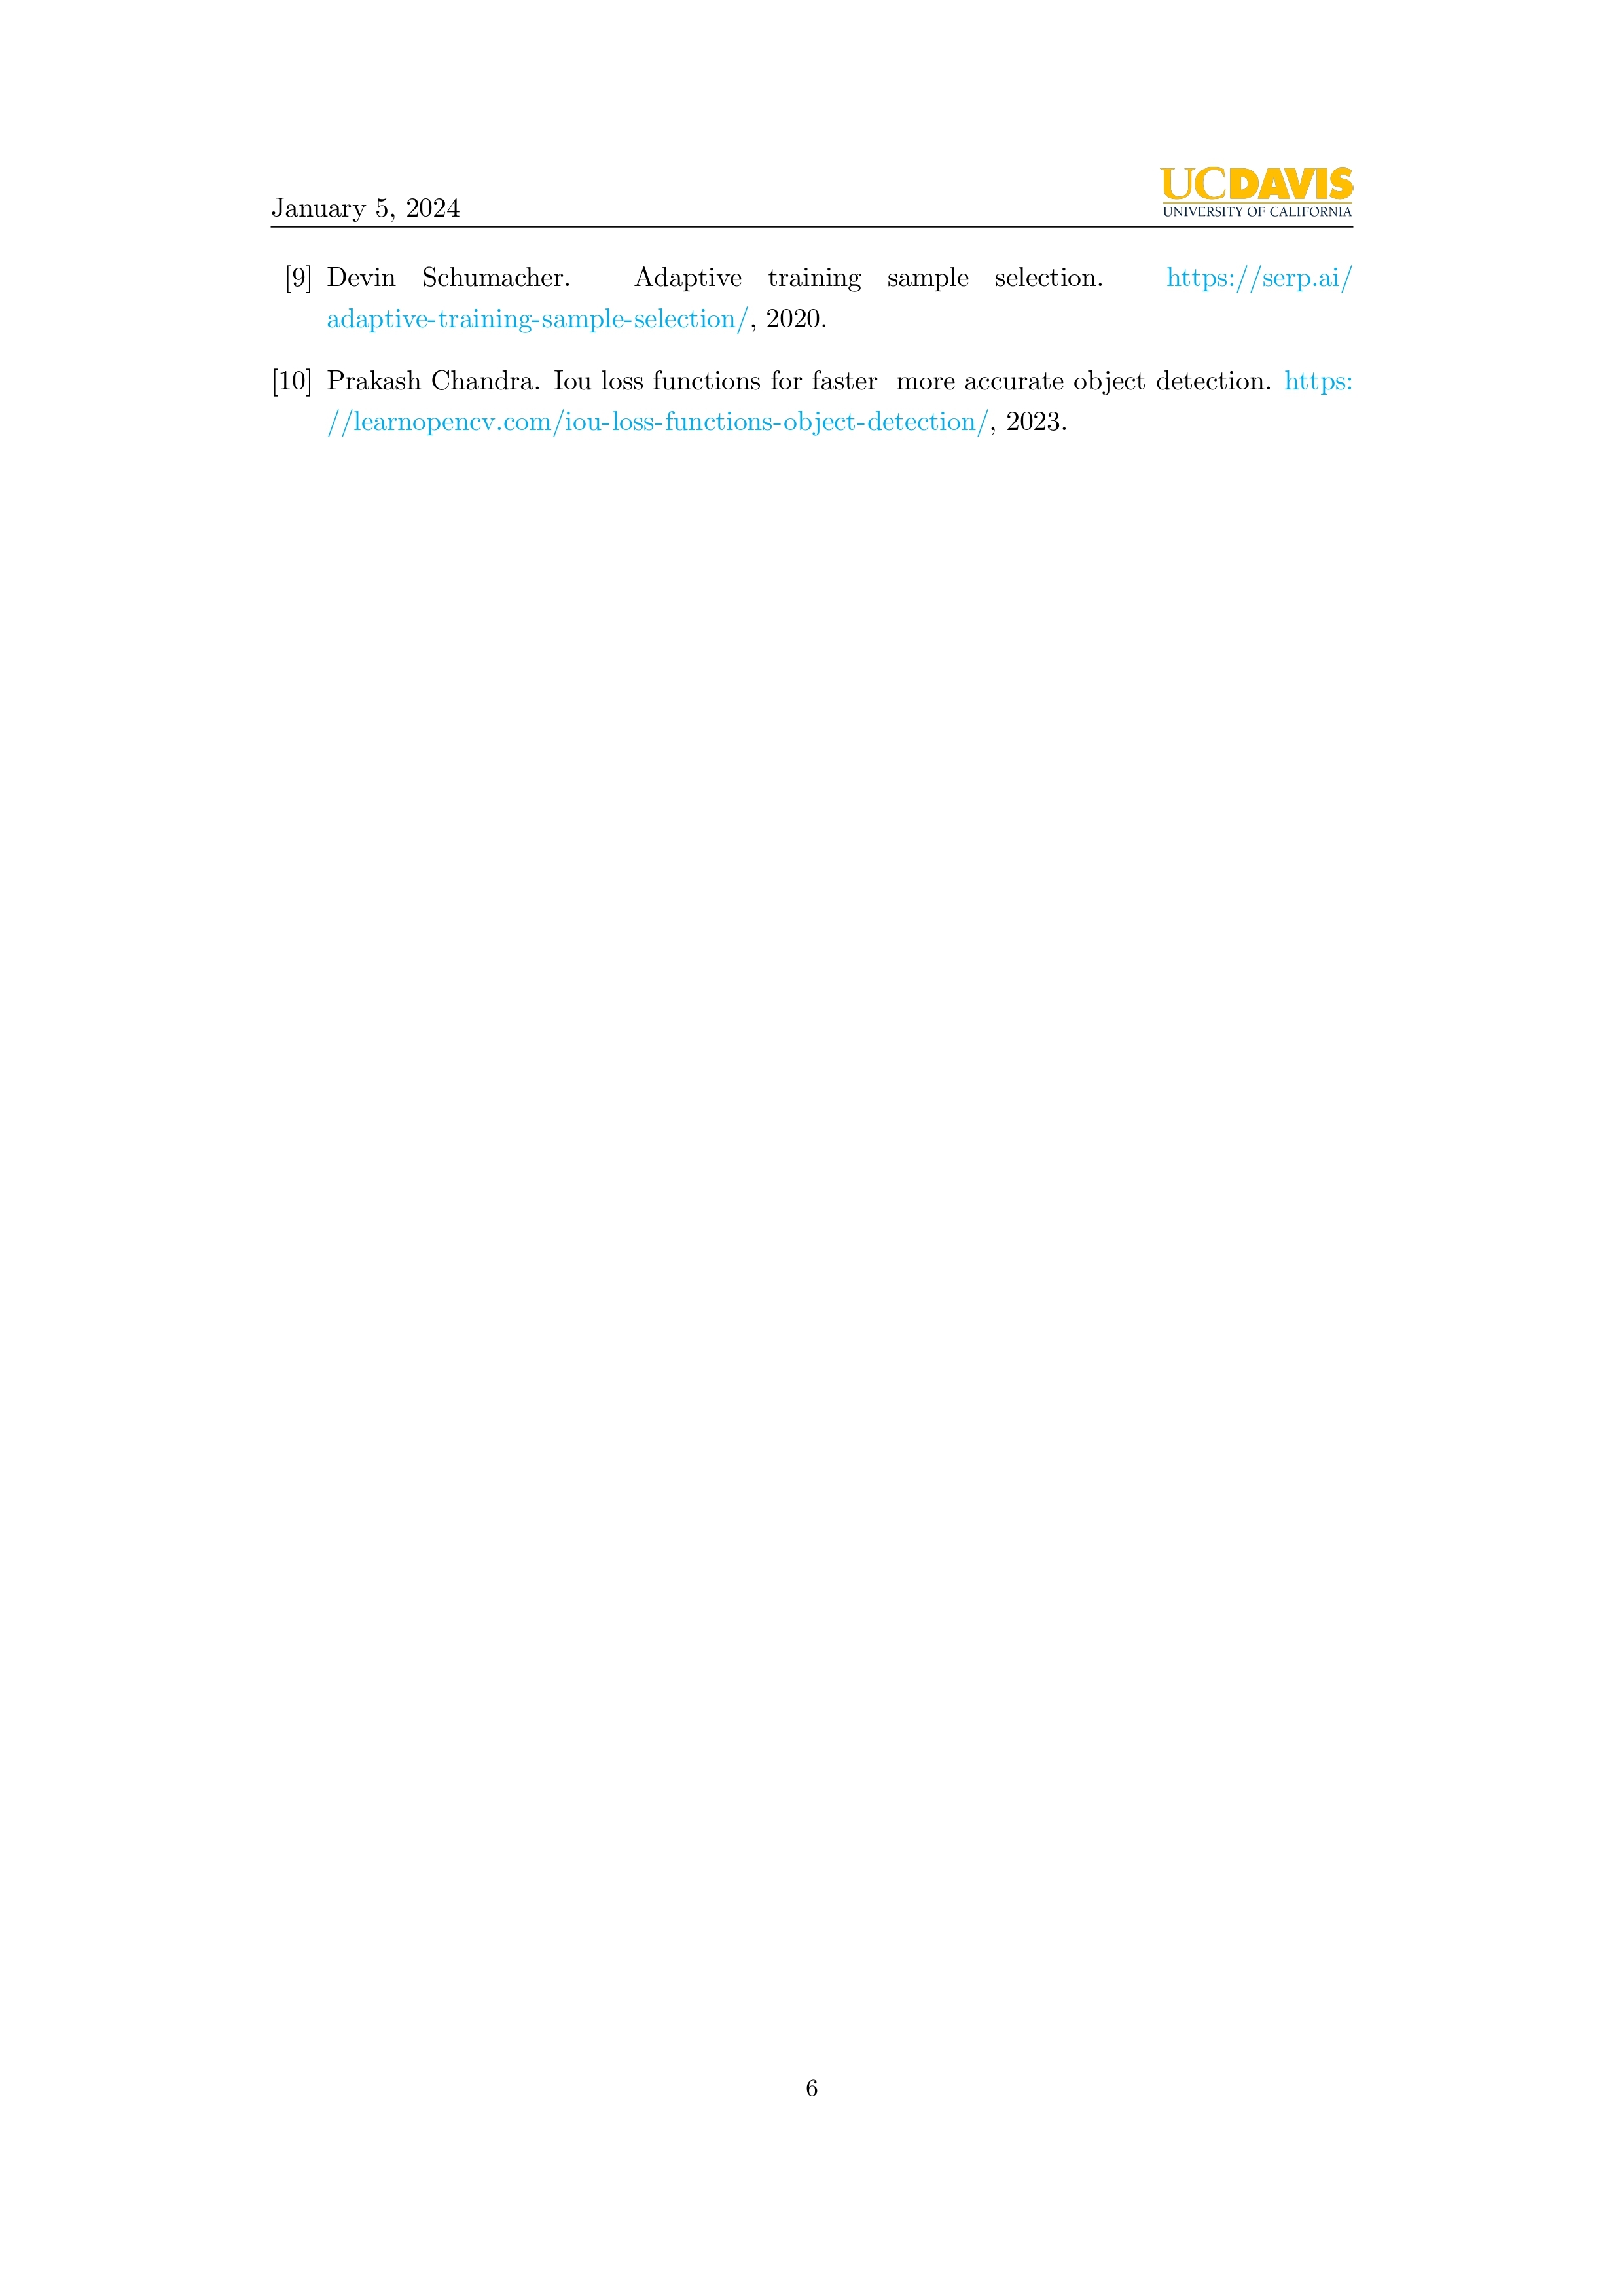 January 5, 2024
UCDAVIS
UNIVERSITY OF CALIFORNIA
[9] Devin Schumacher. Adaptive training sample selection. https://serp.ai/
adaptive-training-sample-selection/, 2020.
[10] Prakash Chandra. Iou loss functions for faster more accurate object detection. https:
//learnopencv.com/iou-loss-functions-object-detection/, 2023.
6